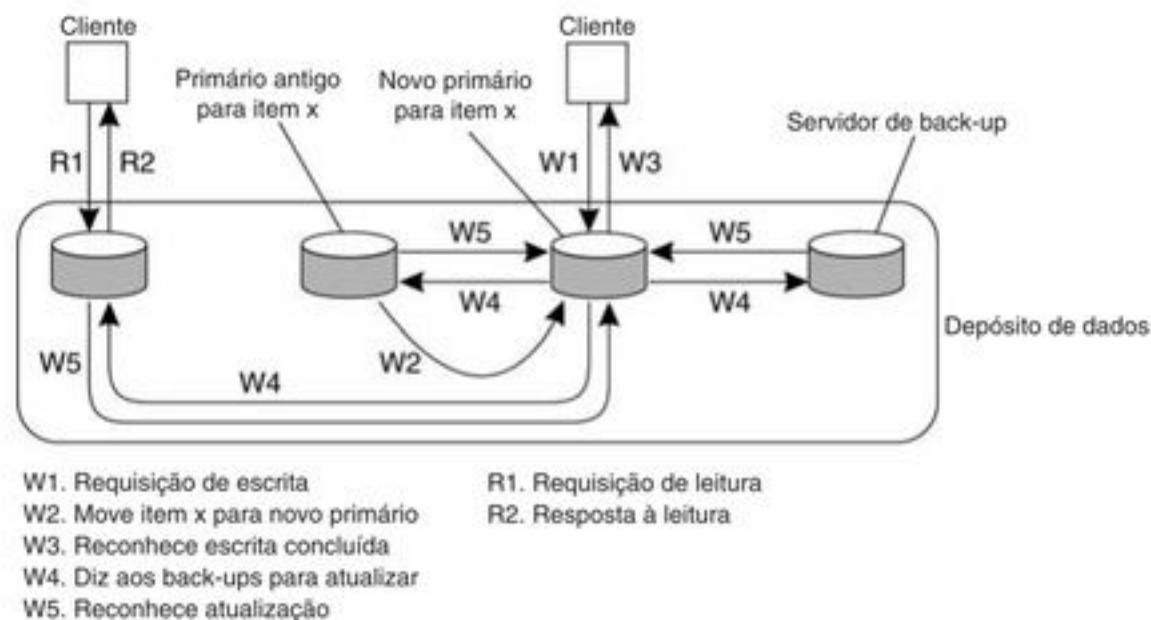 Cliente
Cliente
Primário antigo
para item x
Novo primário
para item x
Servidor de back-up
R1
R2
W1
W3
W5
W5
W4
W4
W5
W2
W4
Depósito de dados
W1. Requisição de escrita
W2. Move item x para novo primário
W3. Reconhece escrita concluída
W4. Diz aos back-ups para atualizar
W5. Reconhece atualização
R1. Requisição de leitura
R2. Resposta à leitura